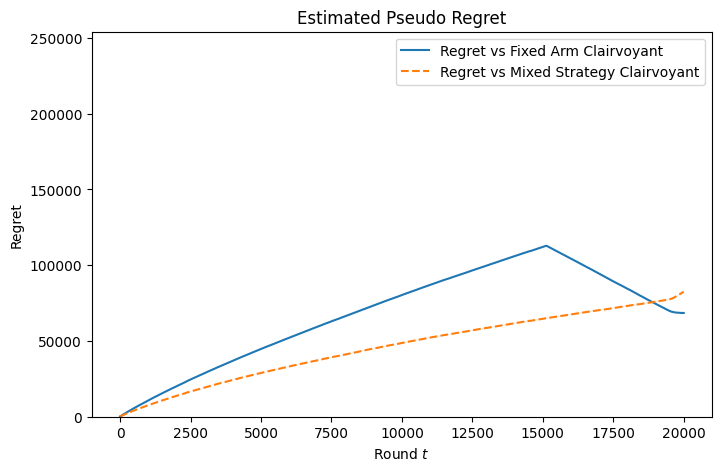 Estimated Pseudo Regret
Regret vs Fixed Arm Clairvoyant
Regret vs Mixed Strategy Clairvoyant
Regret
250000
200000
150000
100000
50000
0
0 2500 5000 7500 10000 12500 15000 17500 20000
Round t